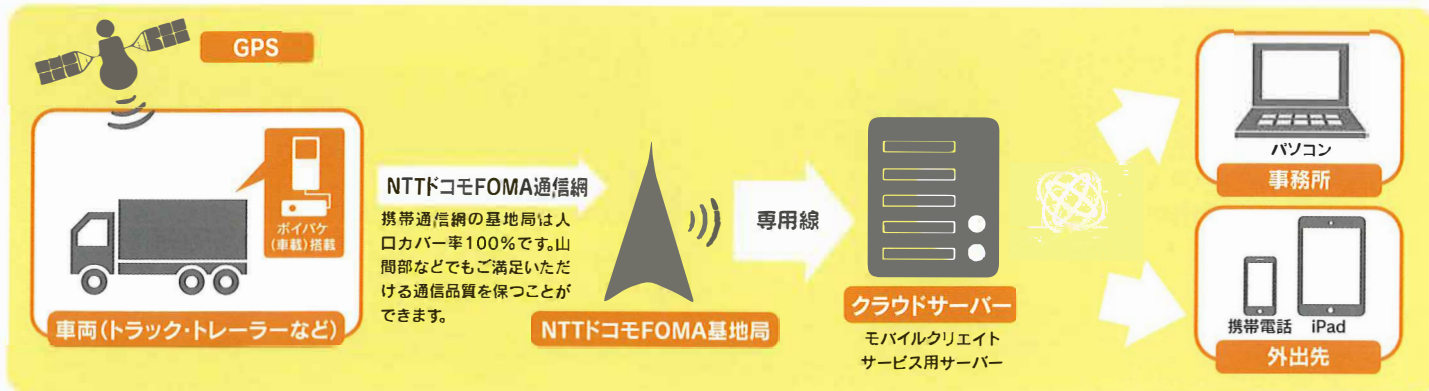 GPS
ボイパケ
(車載)搭載
車両(トラック・トレーラーなど)
NTTドコモFOMA通信網
携帯通信網の基地局は人
口カバー率100%です。山
間部などでもご満足いただ
ける通信品質を保つことが
できます。
NTTドコモFOMA基地局
専用線
クラウドサーバー
モバイルクリエイト
サービス用サーバー
パソコン
事務所
携帯電話 iPad
外出先